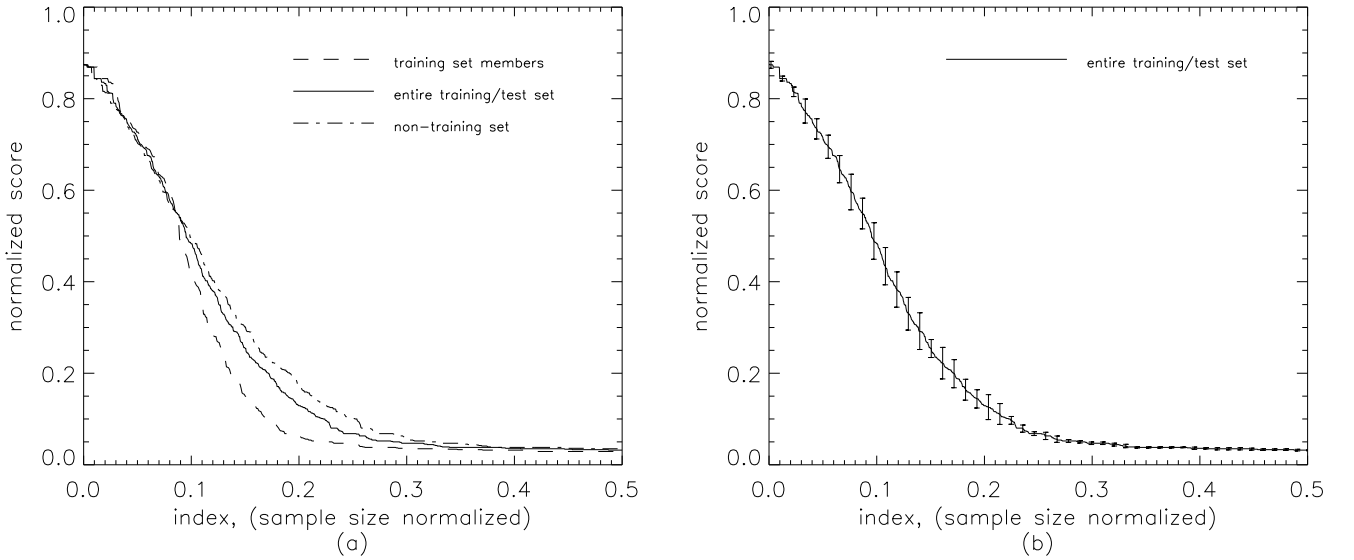 1.0
0.8
0.6
0.4
0.2
0.0
normalized score
training set members
entire training/test set
non-training set
0.0 0.1 0.2 0.3 0.4 0.5
index, (sample size normalized)
(a)
1.0
0.8
0.6
0.4
0.2
0.0
normalized score
entire training/test set
0.0 0.1 0.2 0.3 0.4 0.5
index, (sample size normalized)
(b)